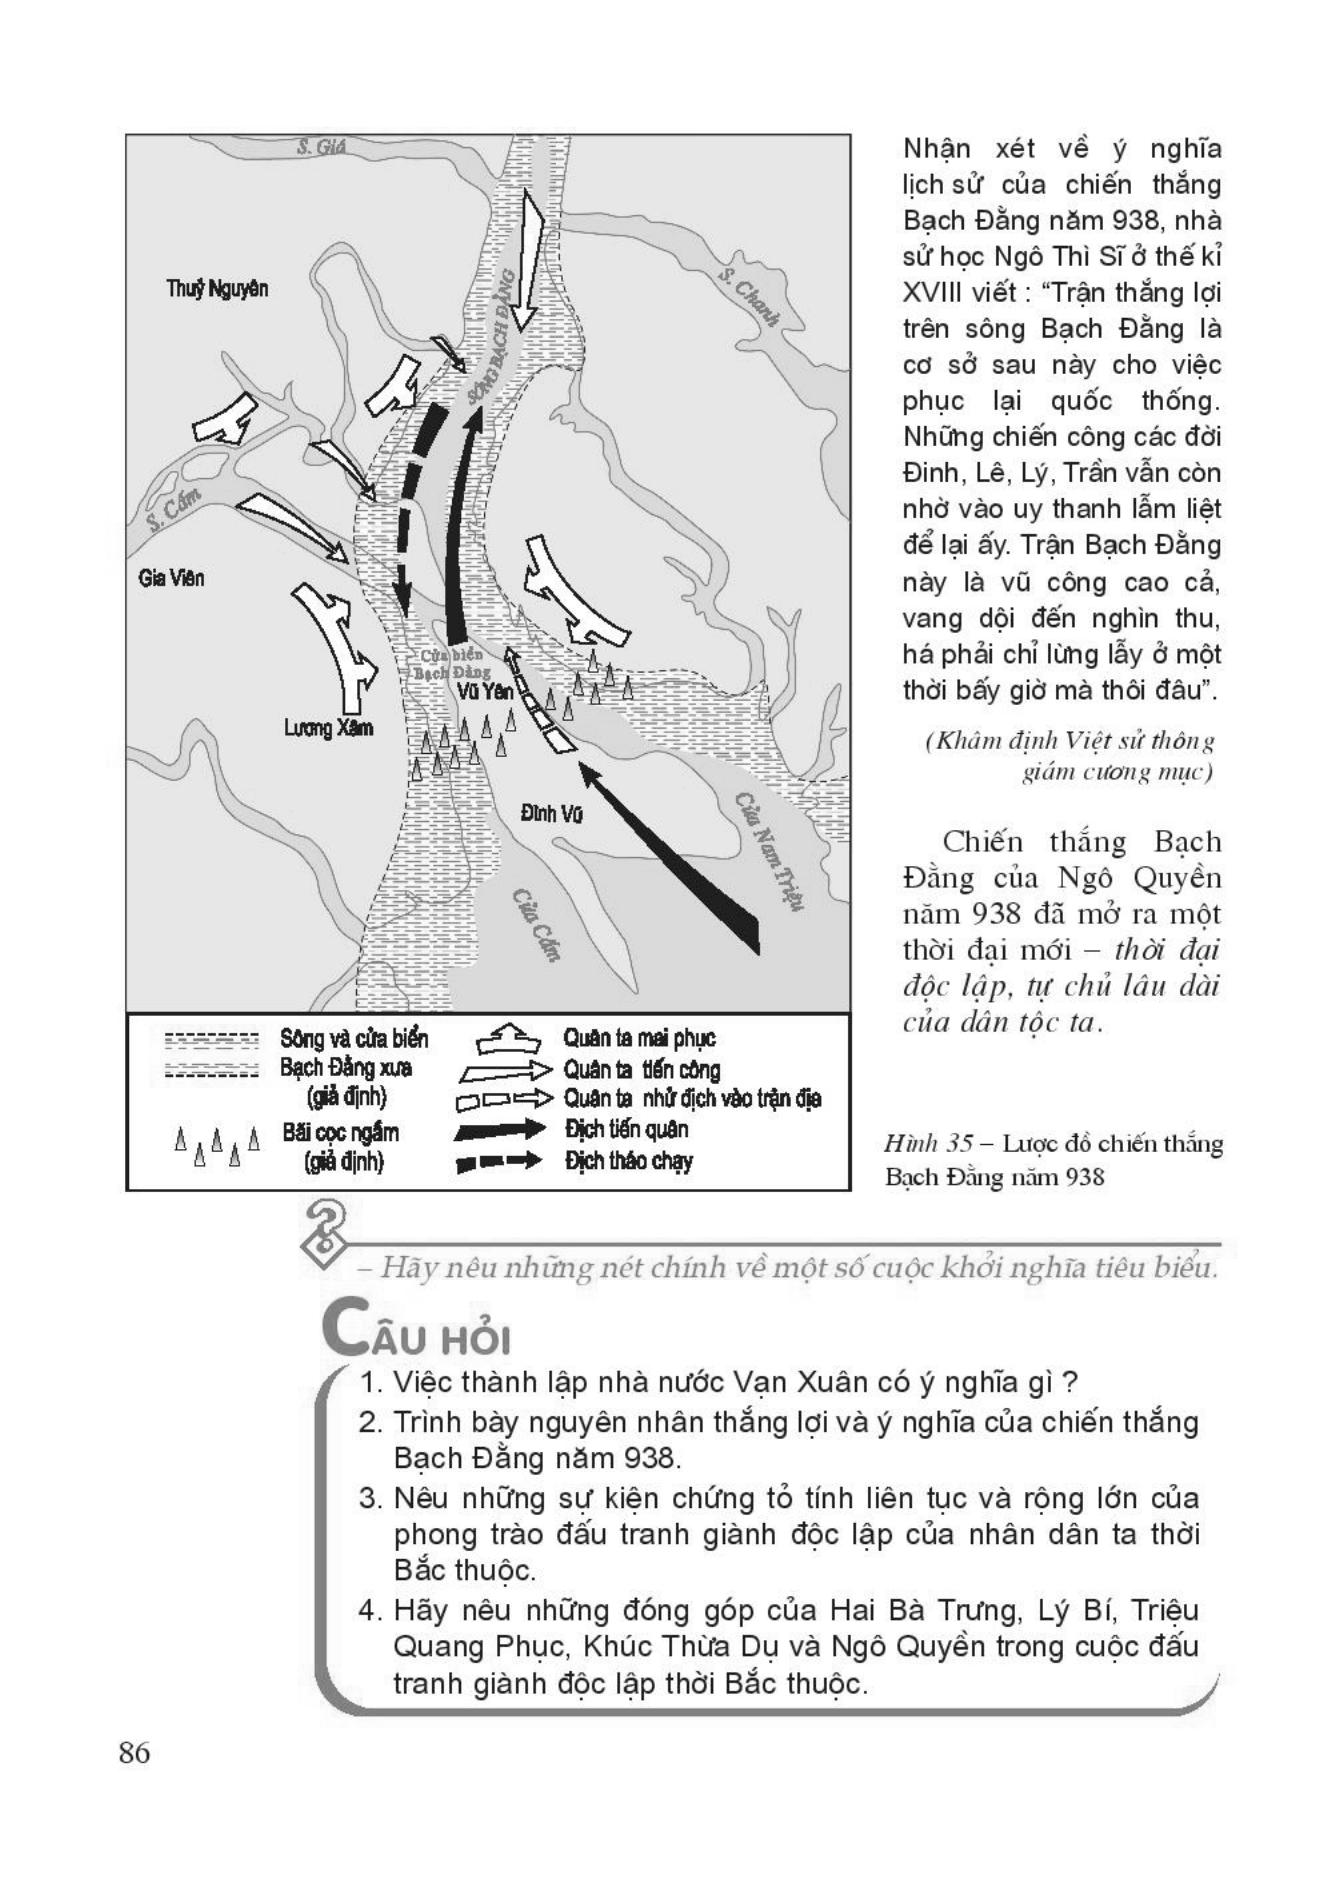 S. Giá
Thuỷ Nguyên
S. Chanh
SÔNG BẠCH ĐẰNG
S. Cấm
Gia Viên
Cửa biển
Bạch Đằng
Vũ Yên
Lương Xâm
Đình Vũ
Cửa Nam Triệu
Cửa Cấm
Sông và cửa biển
Bạch Đằng xưa
(giả định)
Bãi cọc ngầm
(giả định)
Quân ta mai phục
Quân ta tiến công
Quân ta nhử địch vào trận địa
Địch tiến quân
Địch tháo chạy
Nhận xét về ý nghĩa
lịch sử của chiến thắng
Bạch Đằng năm 938, nhà
sử học Ngô Thì Sĩ ở thế kỉ
XVIII viết : “Trận thắng lợi
trên sông Bạch Đằng là
cơ sở sau này cho việc
phục lại quốc thống.
Những chiến công các đời
Đinh, Lê, Lý, Trần vẫn còn
nhờ vào uy thanh lẫm liệt
để lại ấy. Trận Bạch Đằng
này là vũ công cao cả,
vang dội đến nghìn thu,
há phải chỉ lừng lẫy ở một
thời bấy giờ mà thôi đâu”.
(Khâm định Việt sử thông
giám cương mục)
Chiến thắng Bạch
Đằng của Ngô Quyền
năm 938 đã mở ra một
thời đại mới – thời đại
độc lập, tự chủ lâu dài
của dân tộc ta.
Hình 35 – Lược đồ chiến thắng
Bạch Đằng năm 938
?
– Hãy nêu những nét chính về một số cuộc khởi nghĩa tiêu biểu.
CÂU HỎI
1. Việc thành lập nhà nước Vạn Xuân có ý nghĩa gì ?
2. Trình bày nguyên nhân thắng lợi và ý nghĩa của chiến thắng
Bạch Đằng năm 938.
3. Nêu những sự kiện chứng tỏ tính liên tục và rộng lớn của
phong trào đấu tranh giành độc lập của nhân dân ta thời
Bắc thuộc.
4. Hãy nêu những đóng góp của Hai Bà Trưng, Lý Bí, Triệu
Quang Phục, Khúc Thừa Dụ và Ngô Quyền trong cuộc đấu
tranh giành độc lập thời Bắc thuộc.
86